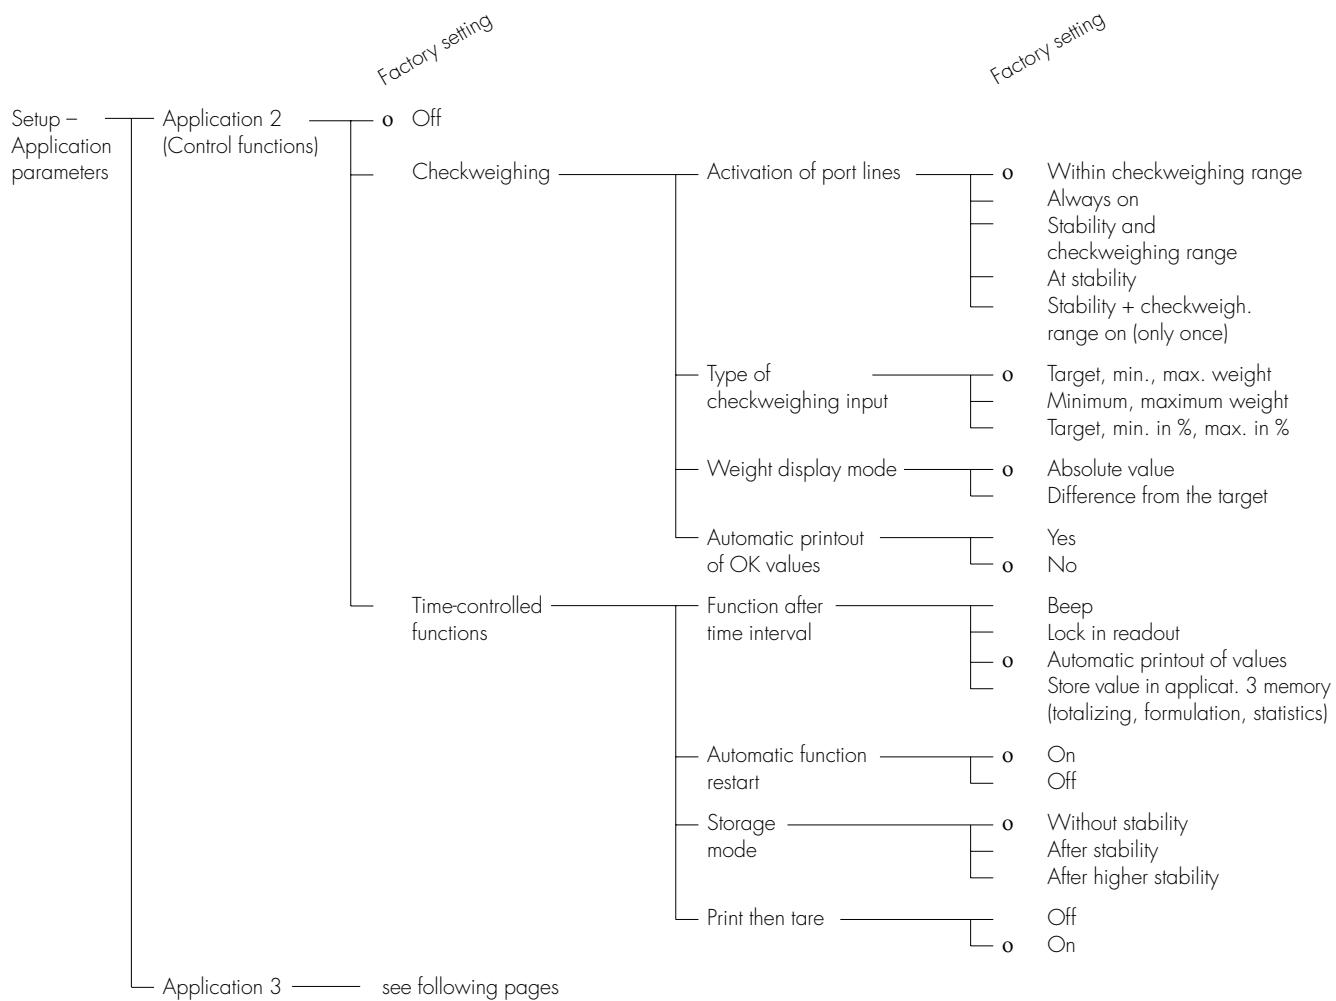 Factory setting
Factory setting
Setup –
Application
parameters
Application 2
(Control functions)
o Off
Checkweighing
Activation of port lines
o Within checkweighing range
Always on
Stability and
checkweighing range
At stability
Stability + checkweigh.
range on (only once)
Type of
checkweighing input
o Target, min., max. weight
Minimum, maximum weight
Target, min. in %, max. in %
Weight display mode
o Absolute value
Difference from the target
Automatic printout
of OK values
Yes
o No
Time-controlled
functions
Function after
time interval
Beep
Lock in readout
o Automatic printout of values
Store value in applicat. 3 memory
(totalizing, formulation, statistics)
Automatic function
restart
o On
Off
Storage
mode
o Without stability
After stability
After higher stability
Print then tare
Off
o On
Application 3
see following pages